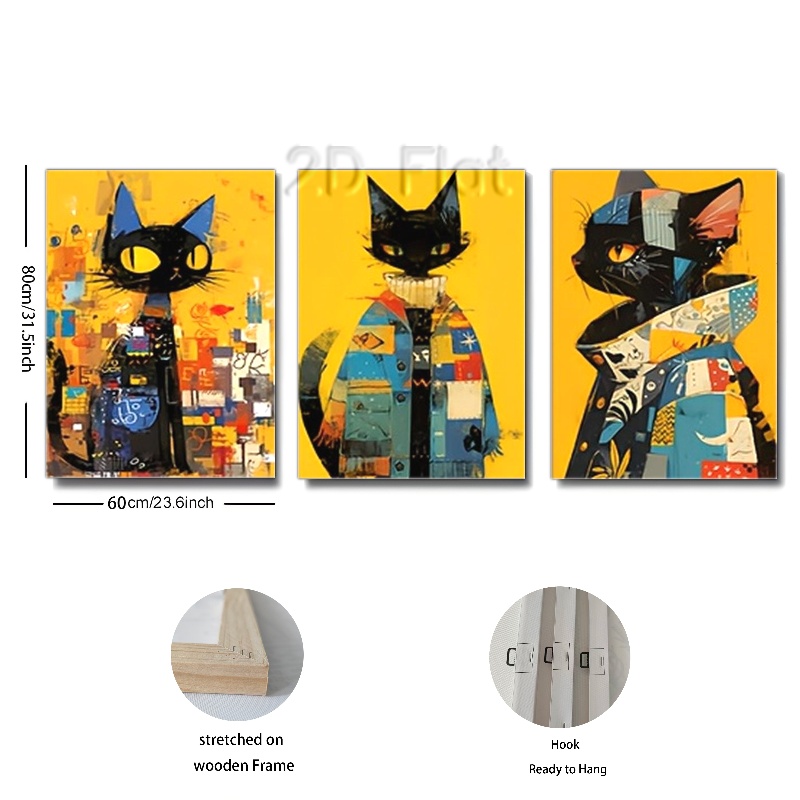 2D Flat
80cm/31.5inch
60cm/23.6inch
stretched on
wooden Frame
Hook
Ready to Hang